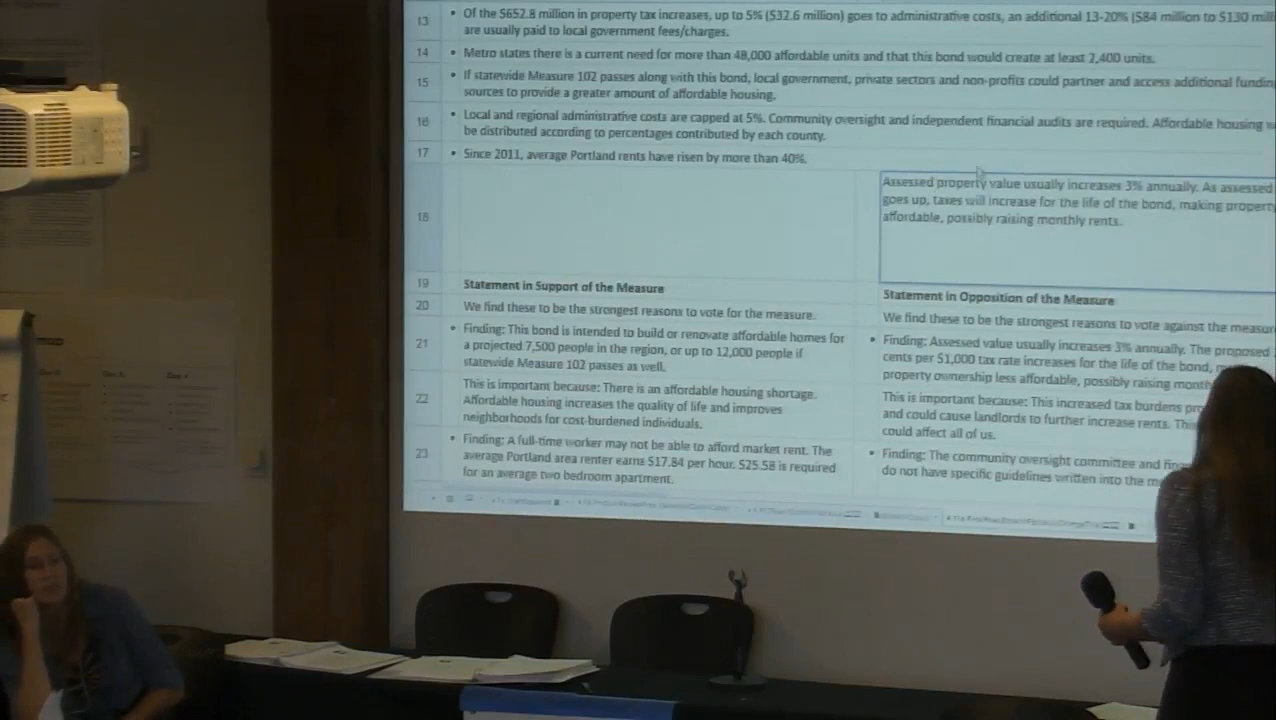 13 • Of the $652.8 million in property tax increases, up to 5% ($32.6 million) goes to administrative costs, an additional 13-20% ($84 million to $130
are usually paid to local government fees/charges.
14 • Metro states there is a current need for more than 48,000 affordable units and that this bond would create at least 2,400 units.
15 • If statewide Measure 102 passes along with this bond, local government, private sectors and non-profits could partner and access additional
sources to provide a greater amount of affordable housing.
16 • Local and regional administrative costs are capped at 5%. Community oversight and independent financial audits are required. Affordable housing
be distributed according to percentages contributed by each county.
17 • Since 2011, average Portland rents have risen by more than 40%.
18
Assessed property value usually increases 3% annually. As assessed
goes up, taxes will increase for the life of the bond, making property
affordable, possibly raising monthly rents.
19 Statement in Support of the Measure
20 We find these to be the strongest reasons to vote for the measure.
21 • Finding: This bond is intended to build or renovate affordable homes for
a projected 7,500 people in the region, or up to 12,000 people if
statewide Measure 102 passes as well.
22 This is important because: There is an affordable housing shortage.
Affordable housing increases the quality of life and improves
neighborhoods for cost-burdened individuals.
23 • Finding: A full-time worker may not be able to afford market rent. The
average Portland area renter earns $17.84 per hour. $25.58 is required
for an average two bedroom apartment.
Statement in Opposition of the Measure
We find these to be the strongest reasons to vote against the
• Finding: Assessed value usually increases 3% annually. The proposed
cents per $1,000 tax rate increases for the life of the bond,
property ownership less affordable, possibly raising
This is important because: This increased tax burdens
and could cause landlords to further increase rents.
could affect all of us.
• Finding: The community oversight committee and
do not have specific guidelines written into the